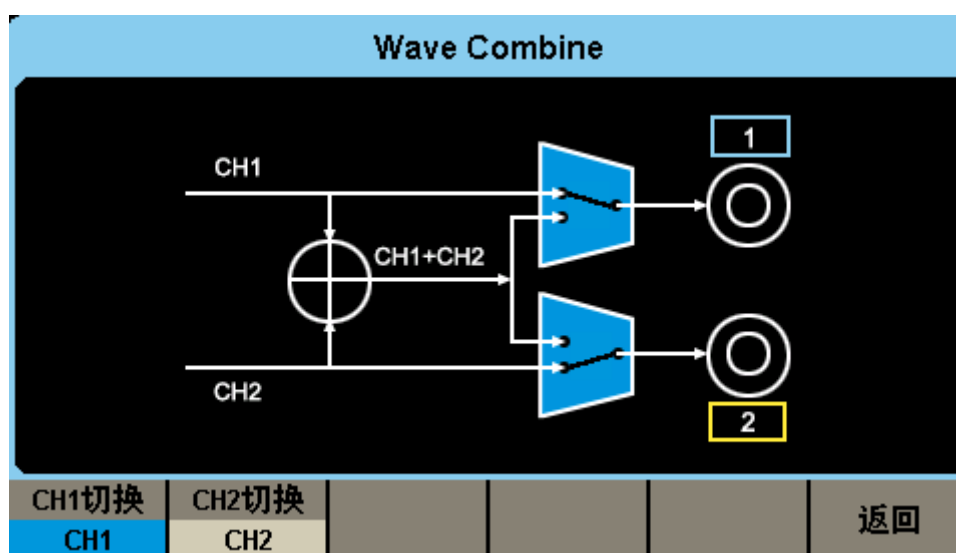 Wave Combine
1
CH1
CH1+CH2
CH2
2
CH1切换
CH2切换
返回
CH1
CH2